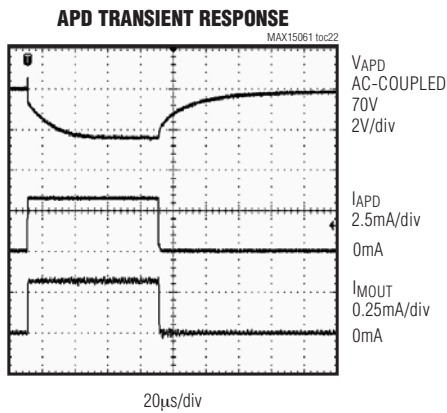 APD TRANSIENT RESPONSE
MAX15061 toc22
VAPD
AC-COUPLED
70V
2V/div
IAPD
2.5mA/div
0mA
IMOUT
0.25mA/div
0mA
20μs/div